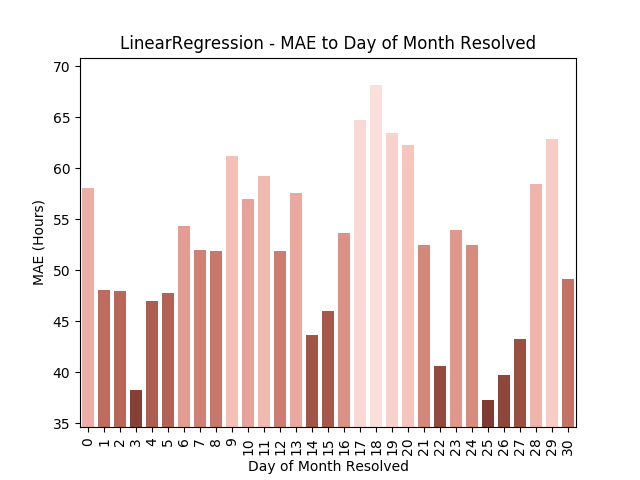 LinearRegression - MAE to Day of Month Resolved
70
65
60
55
50
45
40
35
MAE (Hours)
0 1 2 3 4 5 6 7 8 9 10 11 12 13 14 15 16 17 18 19 20 21 22 23 24 25 26 27 28 29 30
Day of Month Resolved